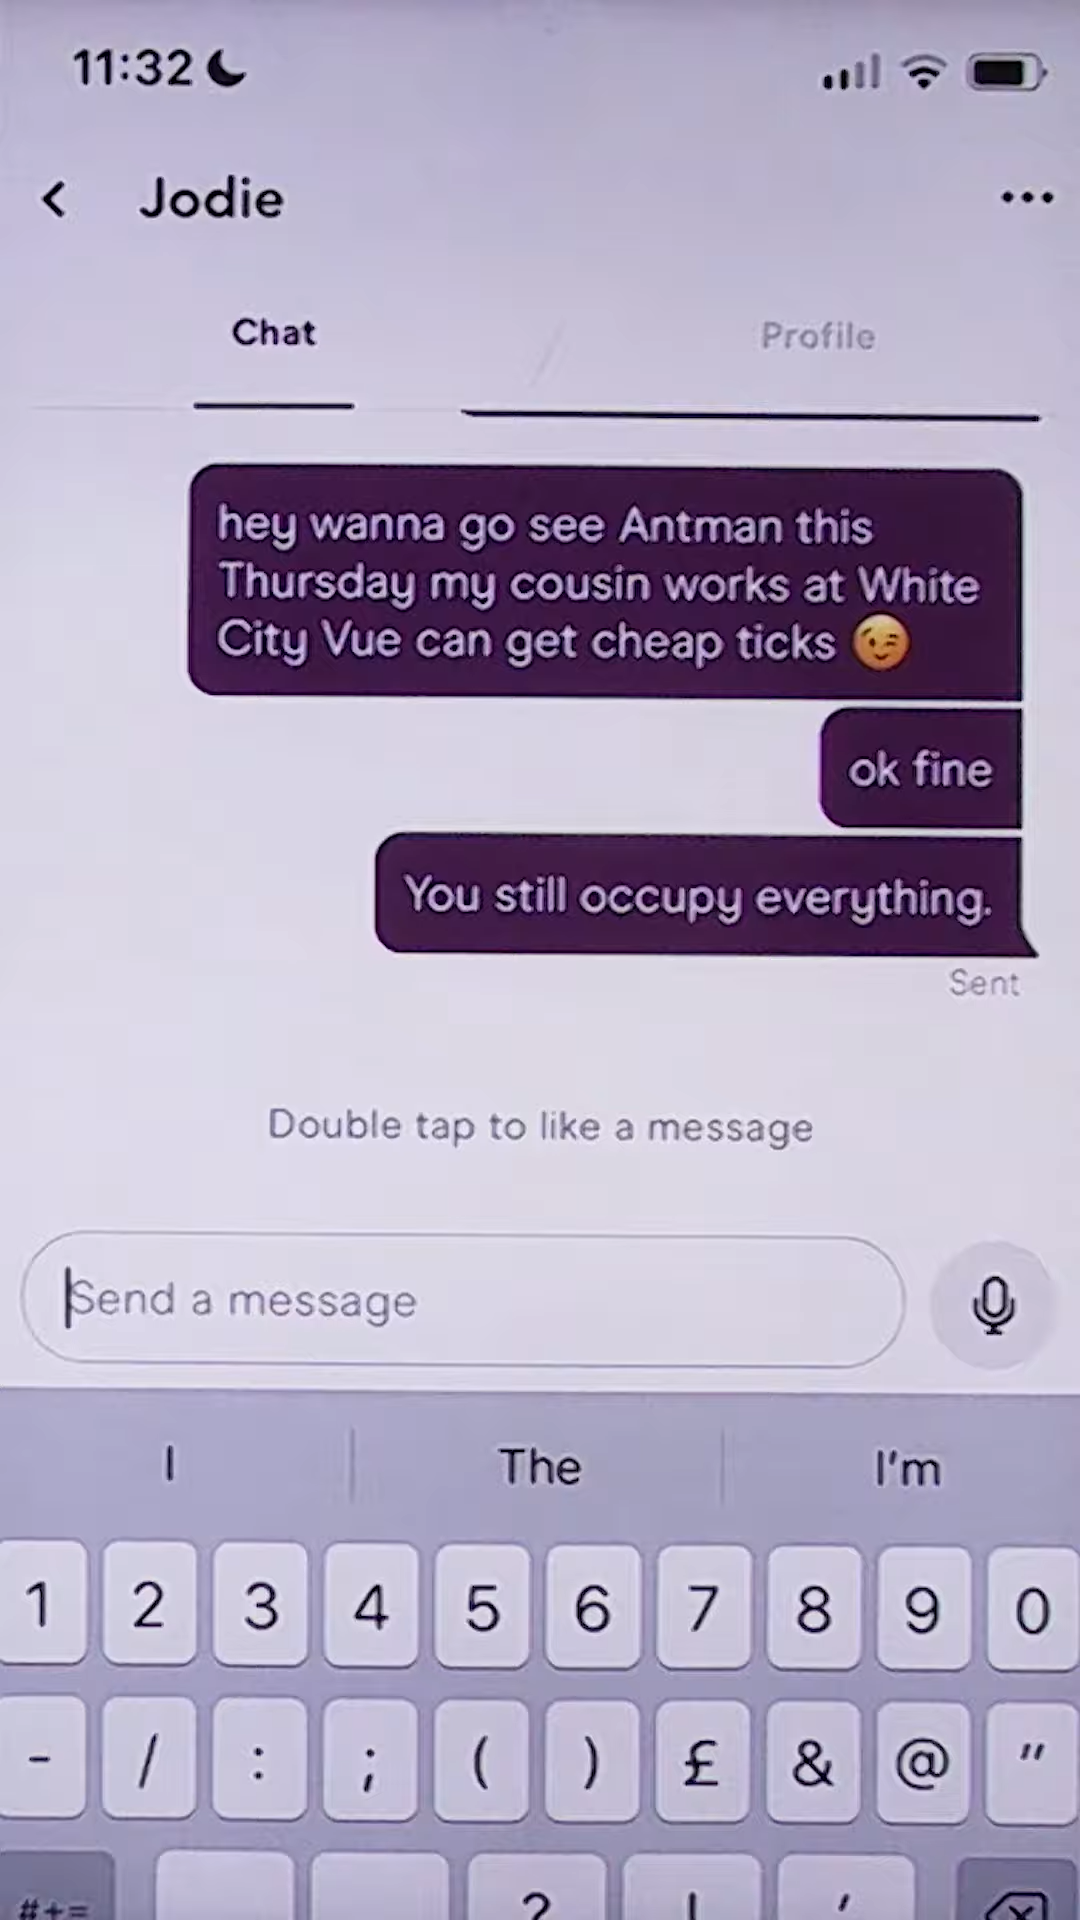 11:32
Jodie
Chat
Profile
hey wanna go see Antman this
Thursday my cousin works at White
City Vue can get cheap ticks 😉
ok fine
You still occupy everything.
Sent
Double tap to like a message
Send a message
I The I'm
1 2 3 4 5 6 7 8 9 0
- / : ; ( ) £ & @ "
#+= ? ! '